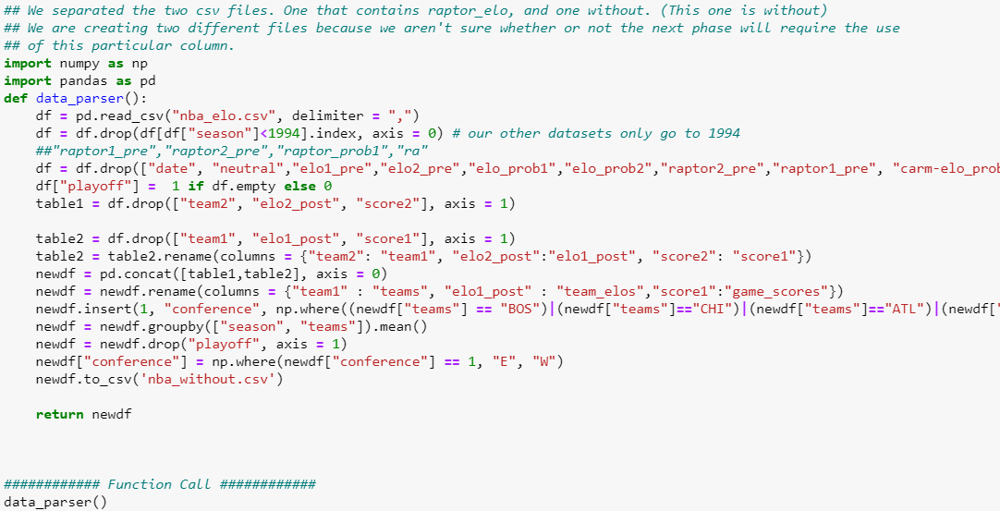 ## We separated the two csv files. One that contains raptor_elo, and one without. (This one is without)
## We are creating two different files because we aren't sure whether or not the next phase will require the use
## of this particular column.
import numpy as np
import pandas as pd
def data_parser():
    df = pd.read_csv("nba_elo.csv", delimiter = ",")
    df = df.drop(df[df["season"]<1994].index, axis = 0) # our other datasets only go to 1994
    ##"raptor1_pre","raptor2_pre","raptor_prob1","ra"
    df = df.drop(["date", "neutral","elo1_pre","elo2_pre","elo_prob1","elo_prob2","raptor2_pre","raptor1_pre", "carm-elo_prob
    df["playoff"] =  1 if df.empty else 0
    table1 = df.drop(["team2", "elo2_post", "score2"], axis = 1)
    table2 = df.drop(["team1", "elo1_post", "score1"], axis = 1)
    table2 = table2.rename(columns = {"team2": "team1", "elo2_post":"elo1_post", "score2": "score1"})
    newdf = pd.concat([table1,table2], axis = 0)
    newdf = newdf.rename(columns = {"team1" : "teams", "elo1_post" : "team_elos","score1":"game_scores"})
    newdf.insert(1, "conference", np.where((newdf["teams"] == "BOS")|(newdf["teams"]=="CHI")|(newdf["teams"]=="ATL")|(newdf["
    newdf = newdf.groupby(["season", "teams"]).mean()
    newdf = newdf.drop("playoff", axis = 1)
    newdf["conference"] = np.where(newdf["conference"] == 1, "E", "W")
    newdf.to_csv('nba_without.csv')
    return newdf
############ Function Call ############
data_parser()